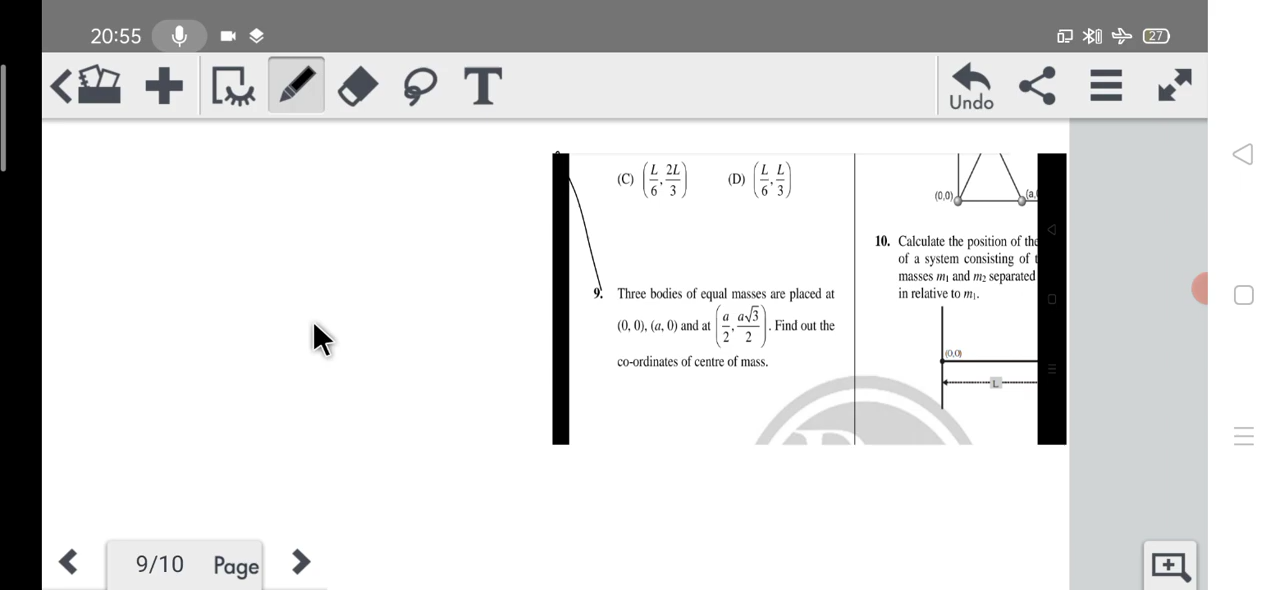 20:55
27
T
Undo
(C) (L/6, 2L/3) (D) (L/6, L/3)
9. Three bodies of equal masses are placed at
(0, 0), (a, 0) and at (a/2, a√3/2). Find out the
co-ordinates of centre of mass.
(0,0) (a,
10. Calculate the position of the
of a system consisting of
masses m₁ and m₂ separated
in relative to m₁.
(0,0)
L
9/10 Page